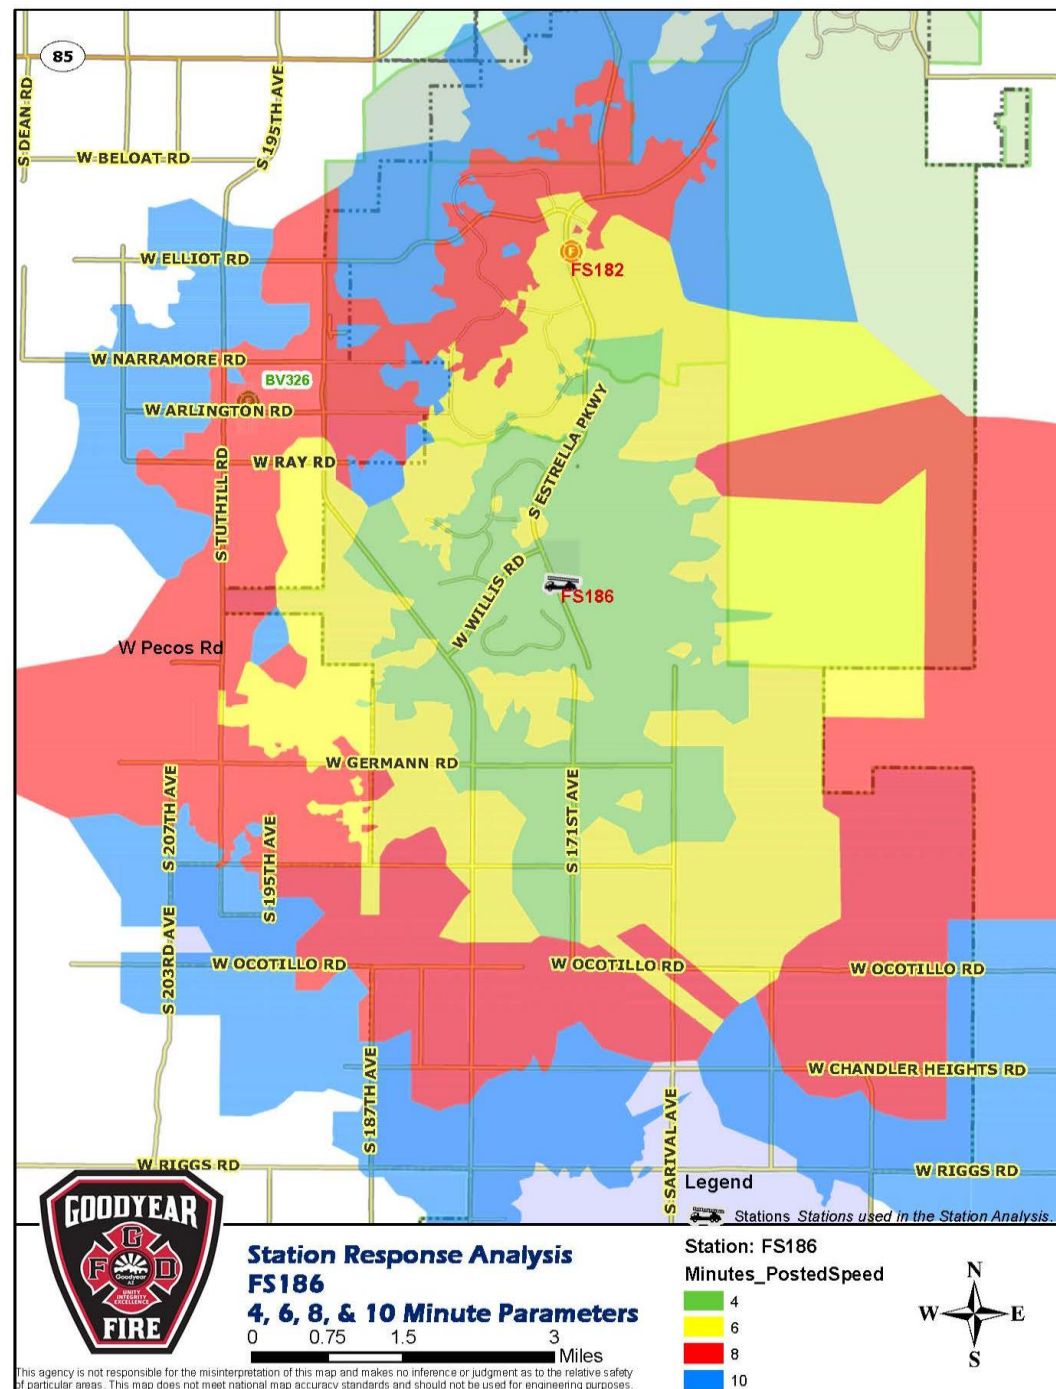 85
S DEAN RD
S 195TH AVE
W BELOAT RD
W ELLIOT RD
FS182
W NARRAMORE RD
BV326
W ARLINGTON RD
S ESTRELLA PKWY
W RAY RD
S TUTHILL RD
W WILLIS RD
FS186
W Pecos Rd
W GERMANN RD
S 207TH AVE
S 195TH AVE
S 171ST AVE
S 203RD AVE
W OCOTILLO RD
W OCOTILLO RD
W OCOTILLO RD
S 187TH AVE
W CHANDLER HEIGHTS RD
S SARIVAL AVE
W RIGGS RD
W RIGGS RD
Legend
Stations Stations used in the Station Analysis.
GOODYEAR
G
F D
Goodyear
AZ
UNITY
INTEGRITY
EXCELLENCE
FIRE
Station Response Analysis
FS186
4, 6, 8, & 10 Minute Parameters
0 0.75 1.5 3
Miles
Station: FS186
Minutes_PostedSpeed
4
6
8
10
N
W E
S
This agency is not responsible for the misinterpretation of this map and makes no inference or judgment as to the relative safety
of particular areas. This map does not meet national map accuracy standards and should not be used for engineering purposes.